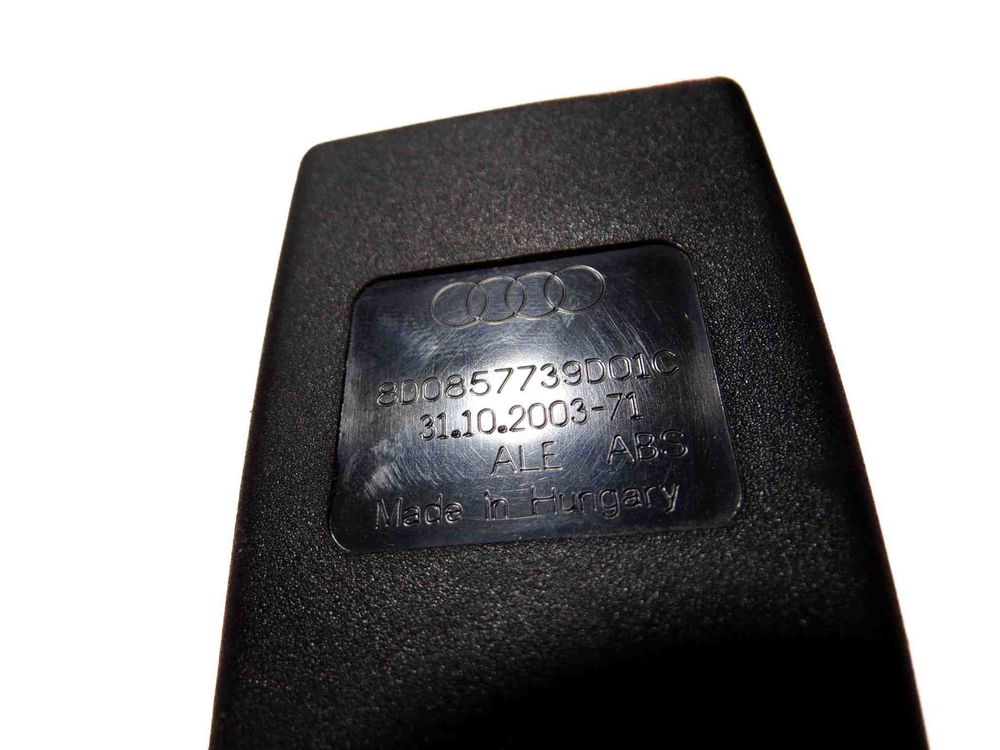 8D0857739D01C
31.10.2003-71
ALE ABS
Made in Hungary